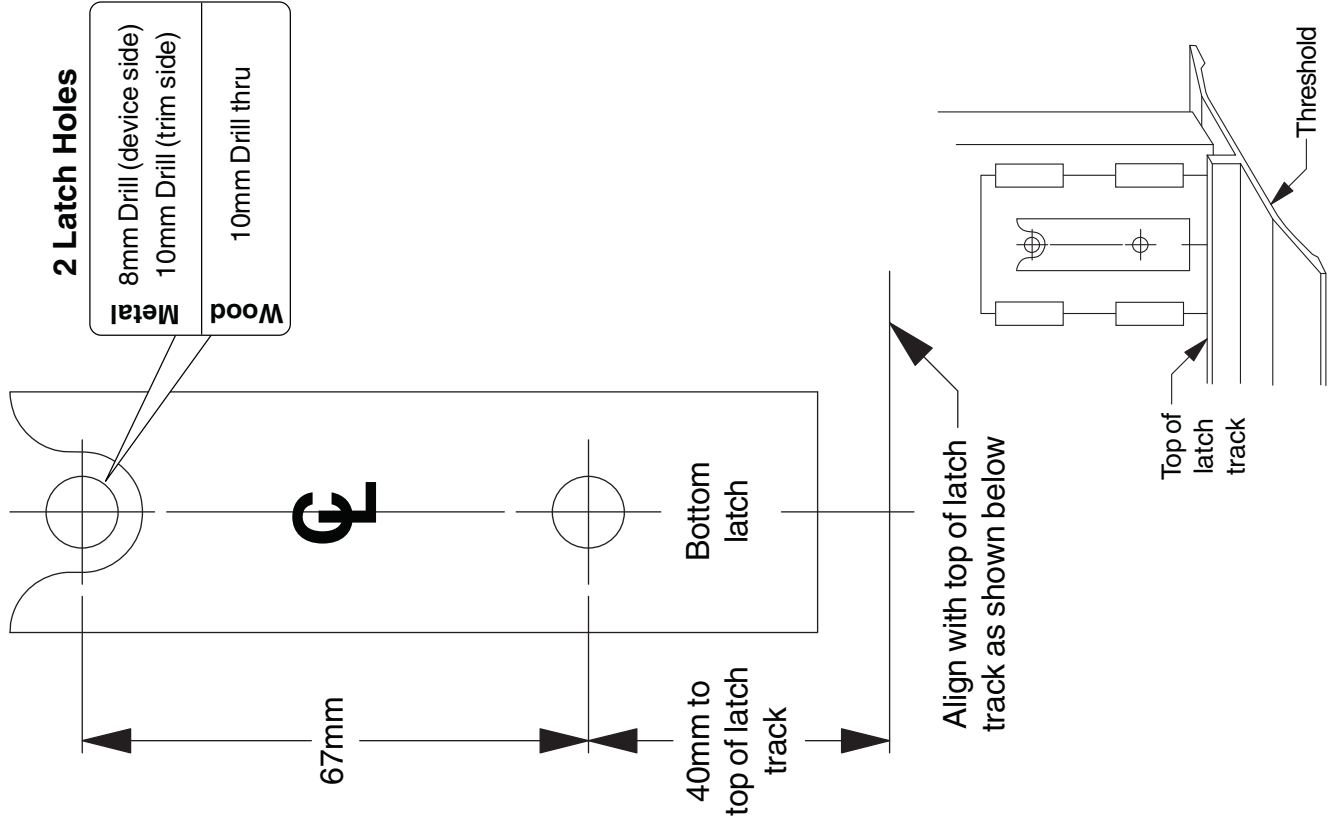 2 Latch Holes
Metal
8mm Drill (device side)
10mm Drill (trim side)
Wood
10mm Drill thru
CL
67mm
Bottom
latch
40mm to
top of latch
track
Align with top of latch
track as shown below
Top of
latch
track
Threshold